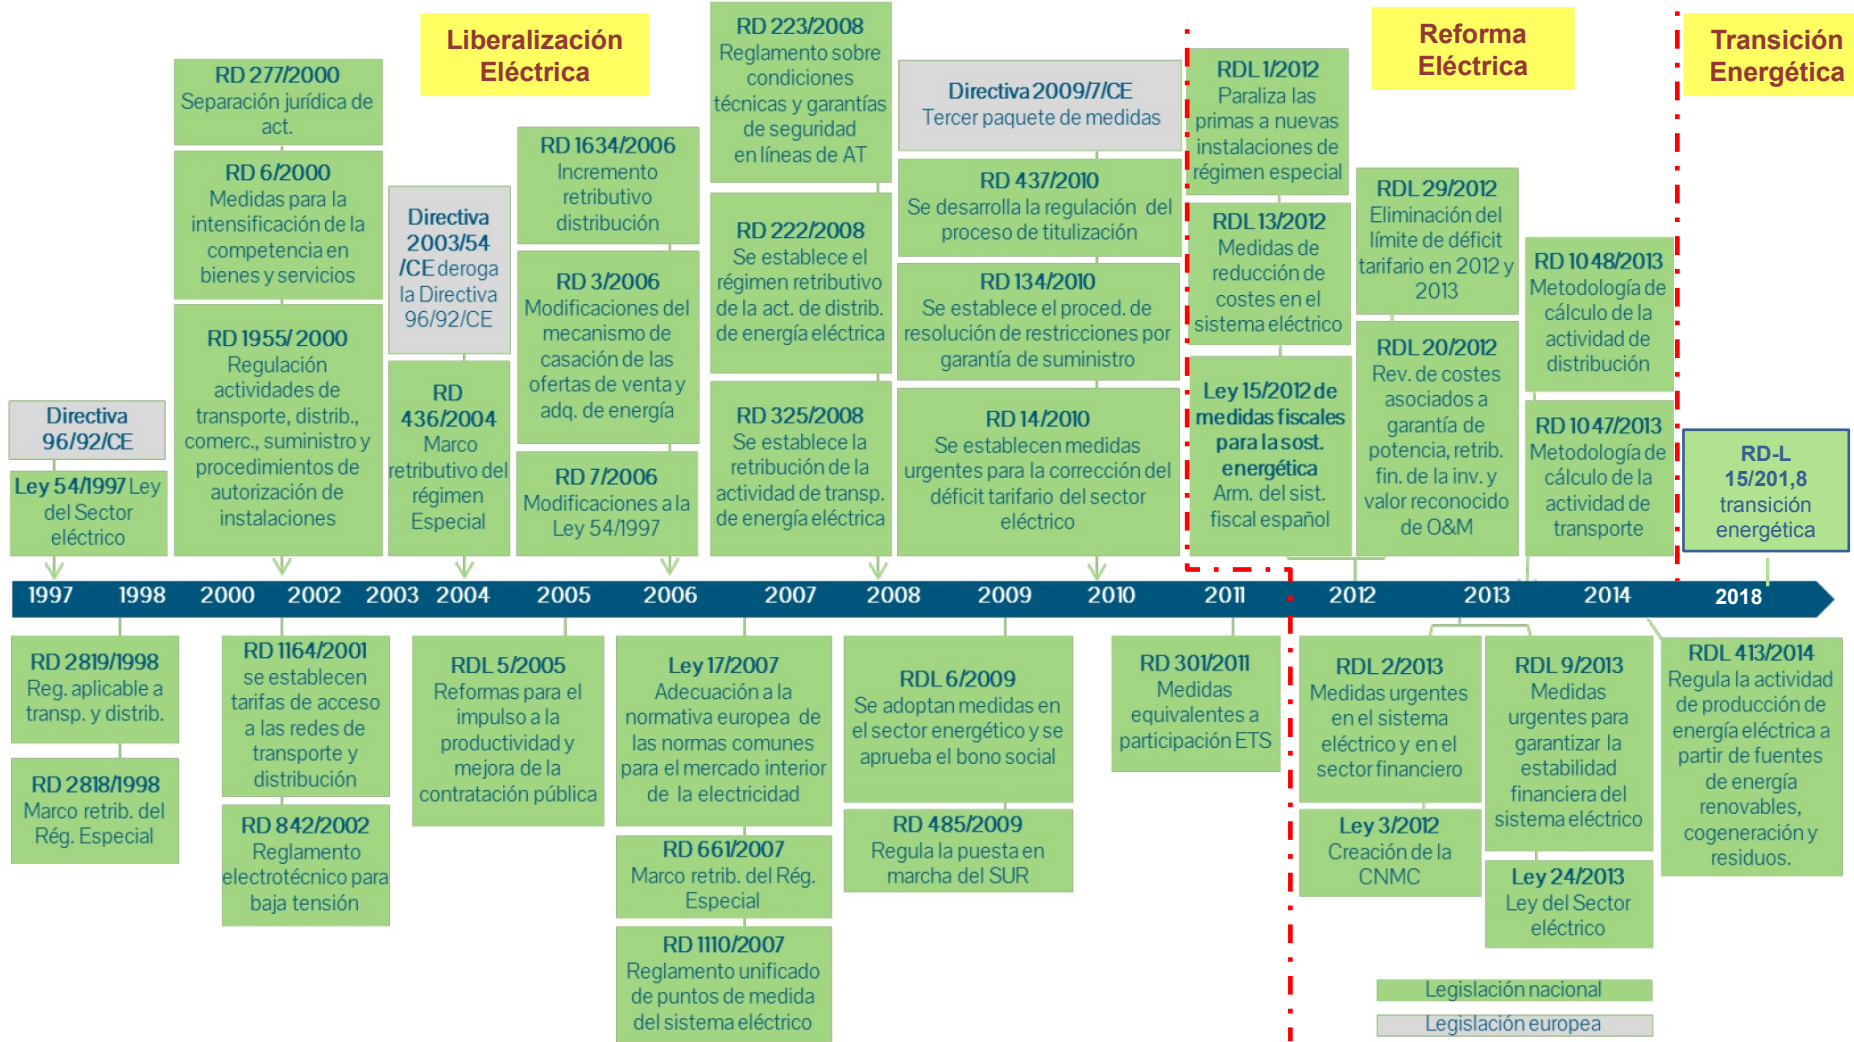 Liberalización
Eléctrica
Reforma
Eléctrica
Transición
Energética
RD 277/2000
Separación jurídica de
act.
RD 6/2000
Medidas para la
intensificación de la
competencia en
bienes y servicios
RD 1955/ 2000
Regulación
actividades de
transporte, distrib.,
comerc., suministro y
procedimientos de
autorización de
instalaciones
Directiva
96/92/CE
Ley 54/1997 Ley
del Sector
eléctrico
Directiva
2003/54
/CE deroga
la Directiva
96/92/CE
RD
436/2004
Marco
retributivo del
régimen
Especial
RD 1634/2006
Incremento
retributivo
distribución
RD 3/2006
Modificaciones del
mecanismo de
casación de las
ofertas de venta y
adq. de energía
RD 7/2006
Modificaciones a la
Ley 54/1997
RD 223/2008
Reglamento sobre
condiciones
técnicas y garantías
de seguridad
en líneas de AT
RD 222/2008
Se establece el
régimen retributivo
de la act. de distrib.
de energía eléctrica
RD 325/2008
Se establece la
retribución de la
actividad de transp.
de energía eléctrica
Directiva 2009/7/CE
Tercer paquete de medidas
RD 437/2010
Se desarrolla la regulación del
proceso de titulización
RD 134/2010
Se establece el proced. de
resolución de restricciones por
garantía de suministro
RD 14/2010
Se establecen medidas
urgentes para la corrección del
déficit tarifario del sector
eléctrico
RDL 1/2012
Paraliza las
primas a nuevas
instalaciones de
régimen especial
RDL 13/2012
Medidas de
reducción de
costes en el
sistema eléctrico
Ley 15/2012 de
medidas fiscales
para la sost.
energética
Arm. del sist.
fiscal español
RDL 29/2012
Eliminación del
límite de déficit
tarifario en 2012 y
2013
RDL 20/2012
Rev. de costes
asociados a
garantía de
potencia, retrib.
fin. de la inv. y
valor reconocido
de O&M
RD 1048/2013
Metodología de
cálculo de la
actividad de
distribución
RD 1047/2013
Metodología de
cálculo de la
actividad de
transporte
RD-L
15/201,8
transición
energética
1997 1998 2000 2002 2003 2004 2005 2006 2007 2008 2009 2010 2011 2012 2013 2014 2018
RD 2819/1998
Reg. aplicable a
transp. y distrib.
RD 2818/1998
Marco retrib. del
Rég. Especial
RD 1164/2001
se establecen
tarifas de acceso
a las redes de
transporte y
distribución
RD 842/2002
Reglamento
electrotécnico para
baja tensión
RDL 5/2005
Reformas para el
impulso a la
productividad y
mejora de la
contratación pública
Ley 17/2007
Adecuación a la
normativa europea de
las normas comunes
para el mercado interior
de la electricidad
RD 661/2007
Marco retrib. del Rég.
Especial
RD 1110/2007
Reglamento unificado
de puntos de medida
del sistema eléctrico
RDL 6/2009
Se adoptan medidas en
el sector energético y se
aprueba el bono social
RD 485/2009
Regula la puesta en
marcha del SUR
RD 301/2011
Medidas
equivalentes a
participación ETS
RDL 2/2013
Medidas urgentes
en el sistema
eléctrico y en el
sector financiero
Ley 3/2012
Creación de la
CNMC
RDL 9/2013
Medidas
urgentes para
garantizar la
estabilidad
financiera del
sistema eléctrico
Ley 24/2013
Ley del Sector
eléctrico
RDL 413/2014
Regula la actividad
de producción de
energía eléctrica a
partir de fuentes
de energía
renovables,
cogeneración y
residuos.
Legislación nacional
Legislación europea